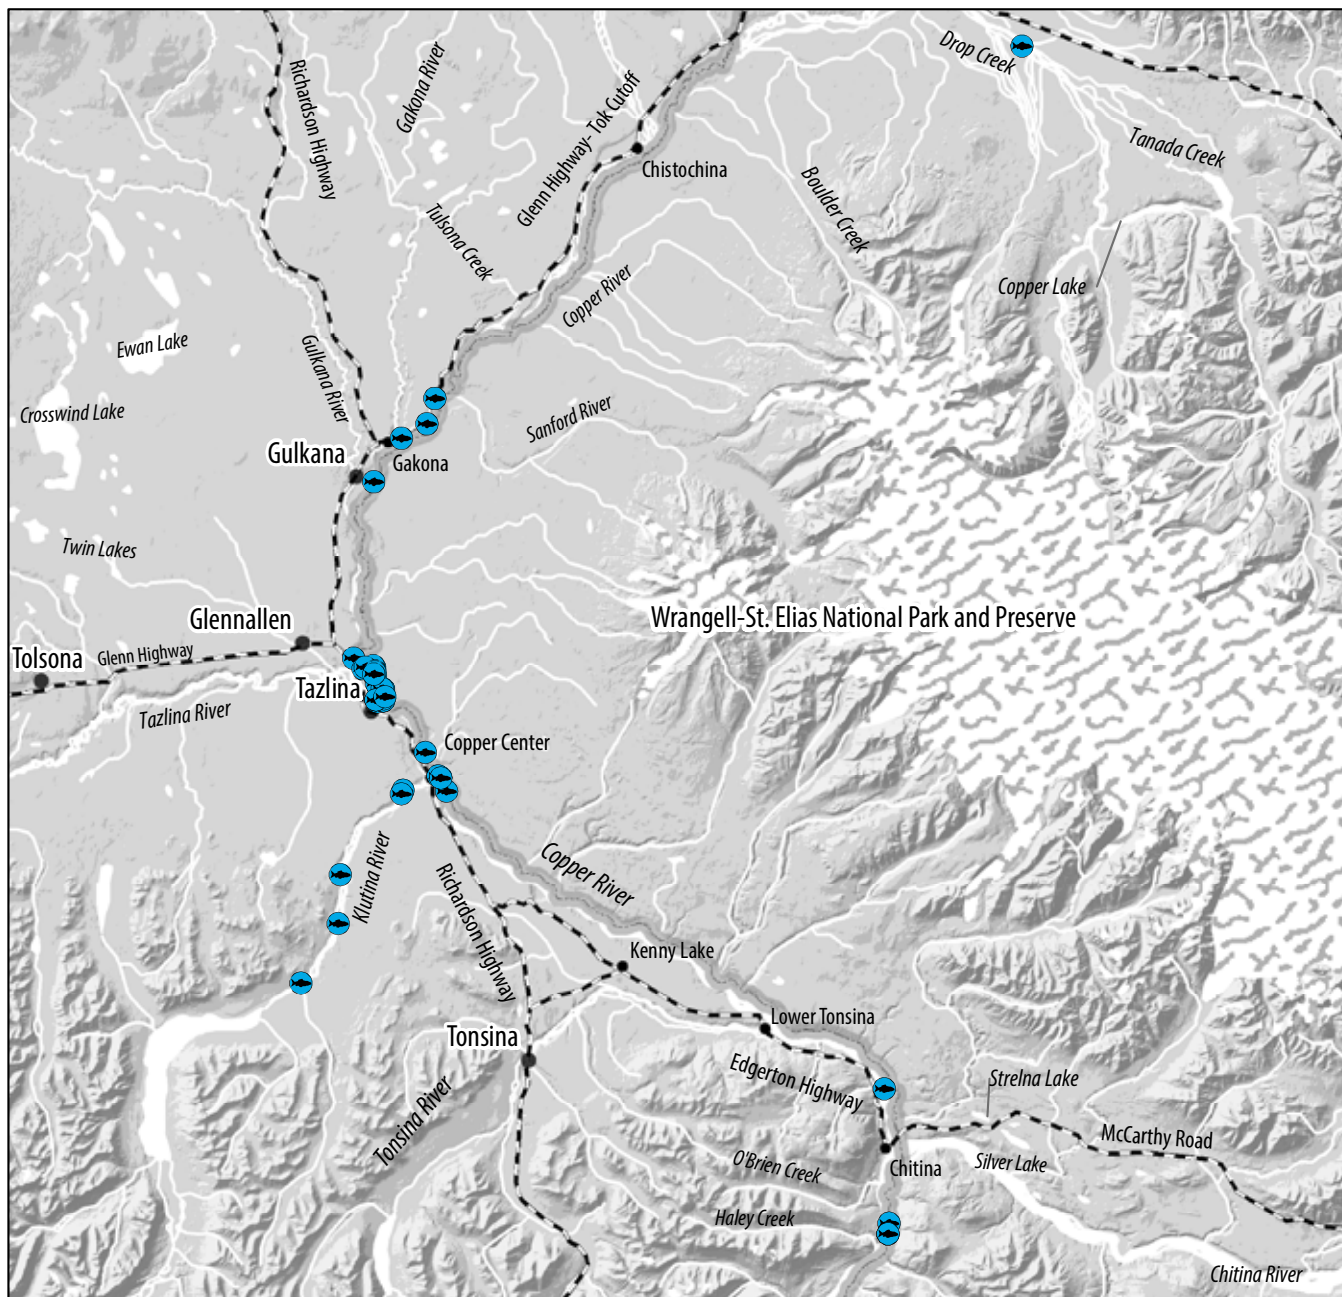 Drop Creek
Richardson Highway
Gakona River
Glenn Highway- Tok Cutoff
Tanada Creek
Chistochina
Boulder Creek
Tulsona Creek
Copper River
Copper Lake
Ewan Lake
Gulkana River
Crosswind Lake
Sanford River
Gulkana
Gakona
Twin Lakes
Glennallen
Wrangell-St. Elias National Park and Preserve
Tolsona
Glenn Highway
Tazlina
Tazlina River
Copper Center
Klutina River
Copper River
Richardson Highway
Kenny Lake
Lower Tonsina
Tonsina
Edgerton Highway
Strelna Lake
Tonsina River
McCarthy Road
O'Brien Creek
Chitina
Silver Lake
Haley Creek
Chitina River